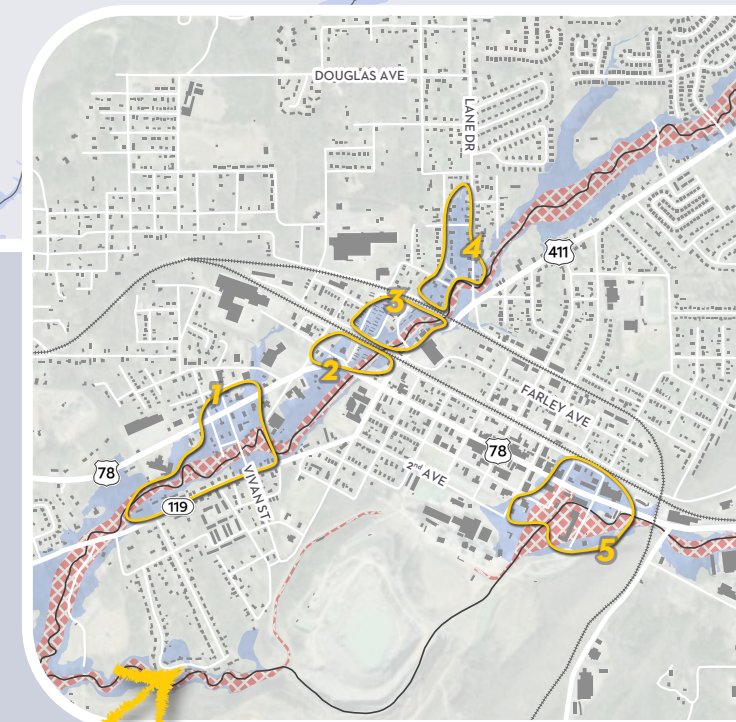 DOUGLAS AVE
LANE DR
4
411
3
2
1
FARLEY AVE
78
78
2nd AVE
VIVAN ST
119
5